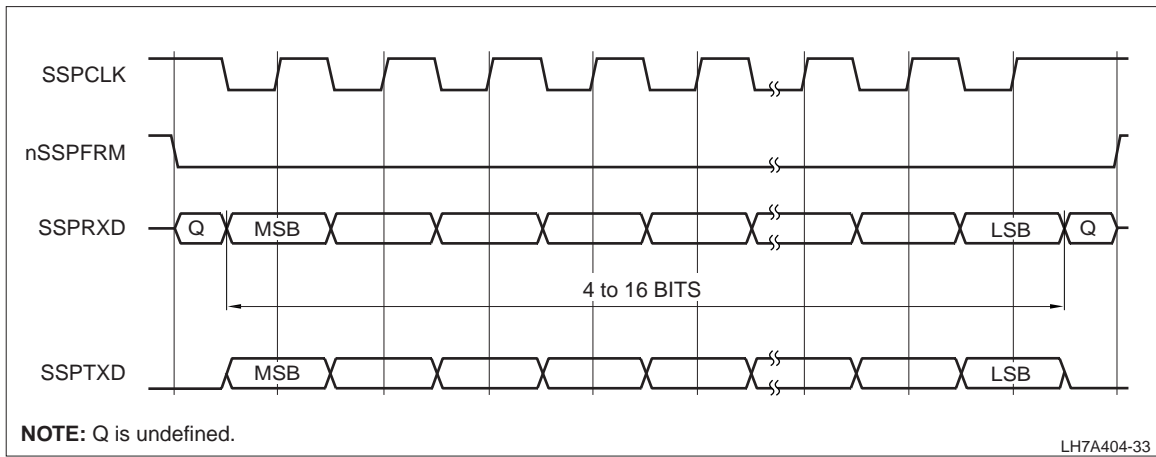 SSPCLK
nSSPFRM
SSPRXD
Q
MSB
LSB
Q
4 to 16 BITS
SSPTXD
MSB
LSB
NOTE: Q is undefined.
LH7A404-33